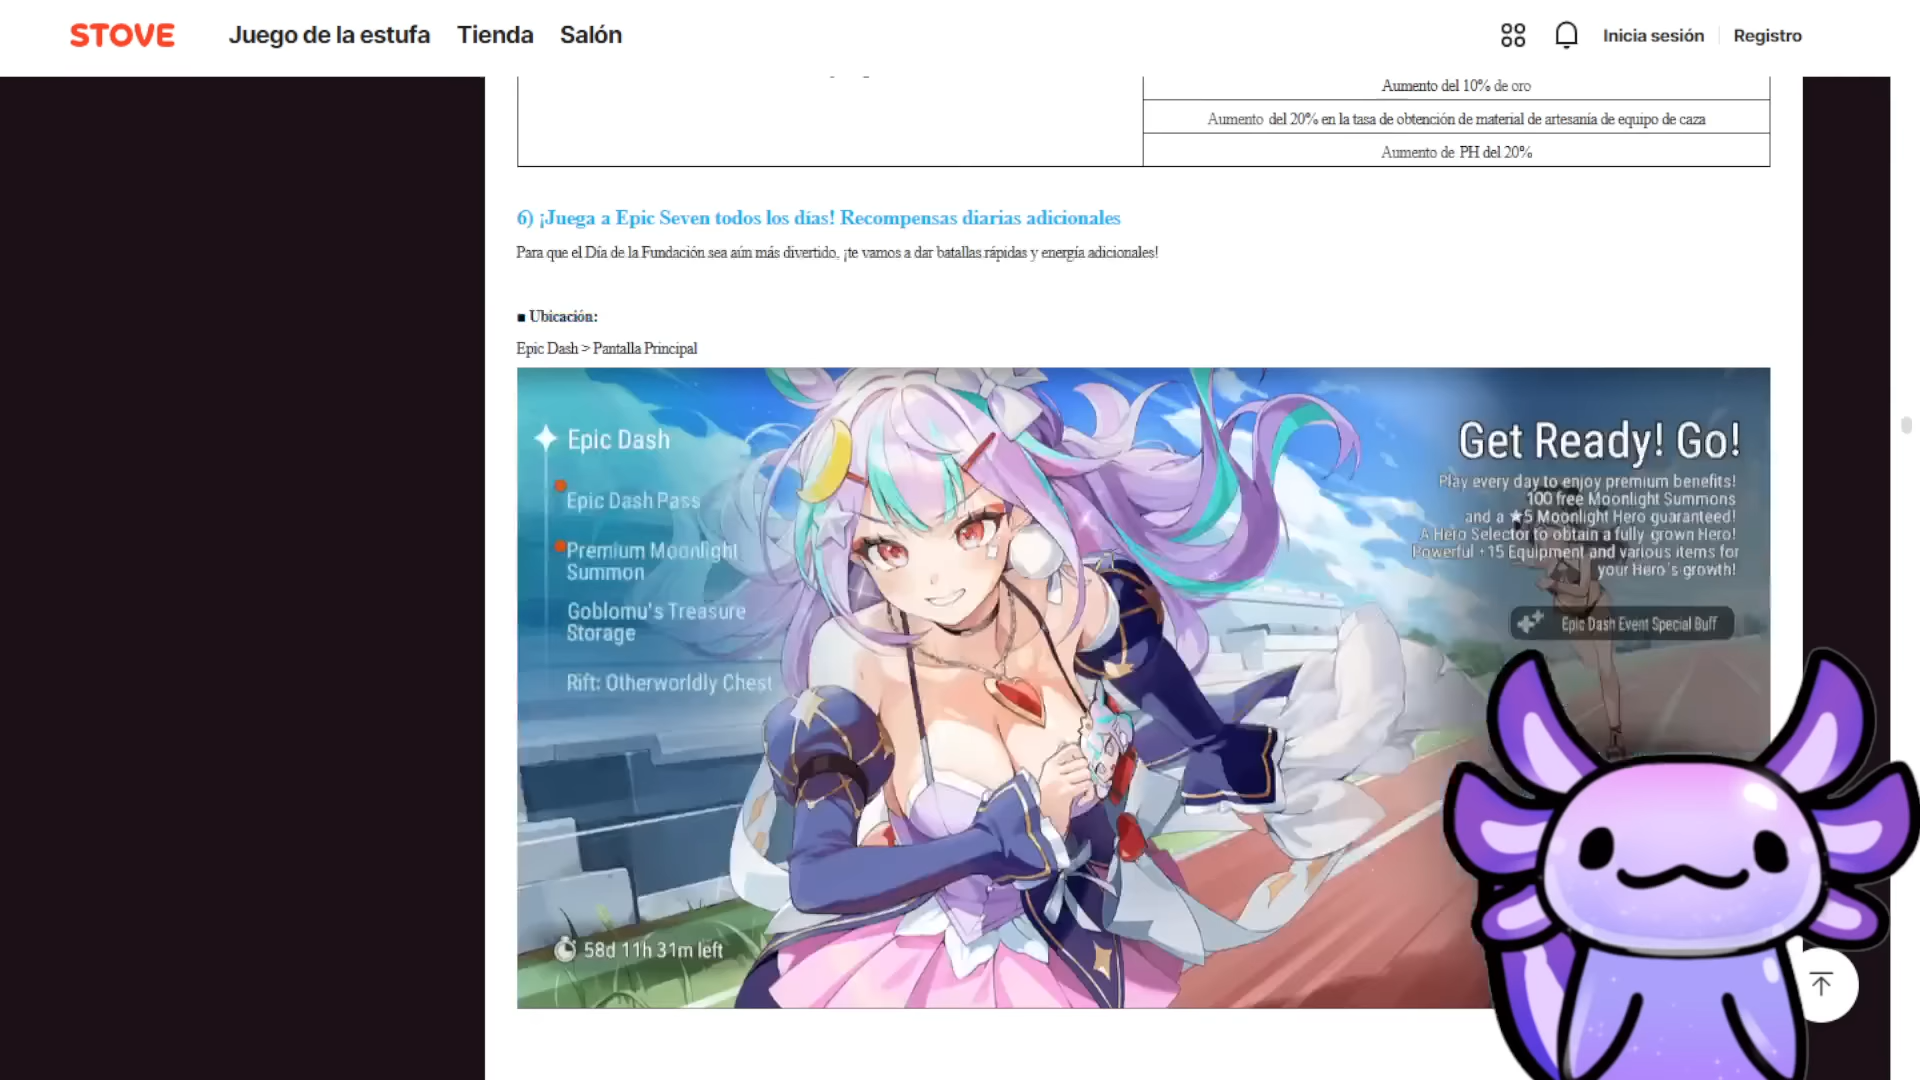 STOVE
Juego de la estufa
Tienda
Salón
Inicia sesión
Registro
Aumento del 10% de oro
Aumento del 20% en la tasa de obtención de material de artesanía de equipo de caza
Aumento de PH del 20%
6) ¡Juega a Epic Seven todos los días! Recompensas diarias adicionales
Para que el Día de la Fundación sea aún más divertido, ¡te vamos a dar batallas rápidas y energía adicionales!
■ Ubicación:
Epic Dash > Pantalla Principal
Epic Dash
Epic Dash Pass
Premium Moonlight
Summon
Goblomu's Treasure
Storage
Rift: Otherworldly Chest
58d 11h 31m left
Get Ready! Go!
Play every day to enjoy premium benefits!
100 free Moonlight Summons
and a ★5 Moonlight Hero guaranteed!
A Hero Selector to obtain a fully grown Hero!
Powerful +15 Equipment and various items for
your Hero's growth!
Epic Dash Event Special Buff